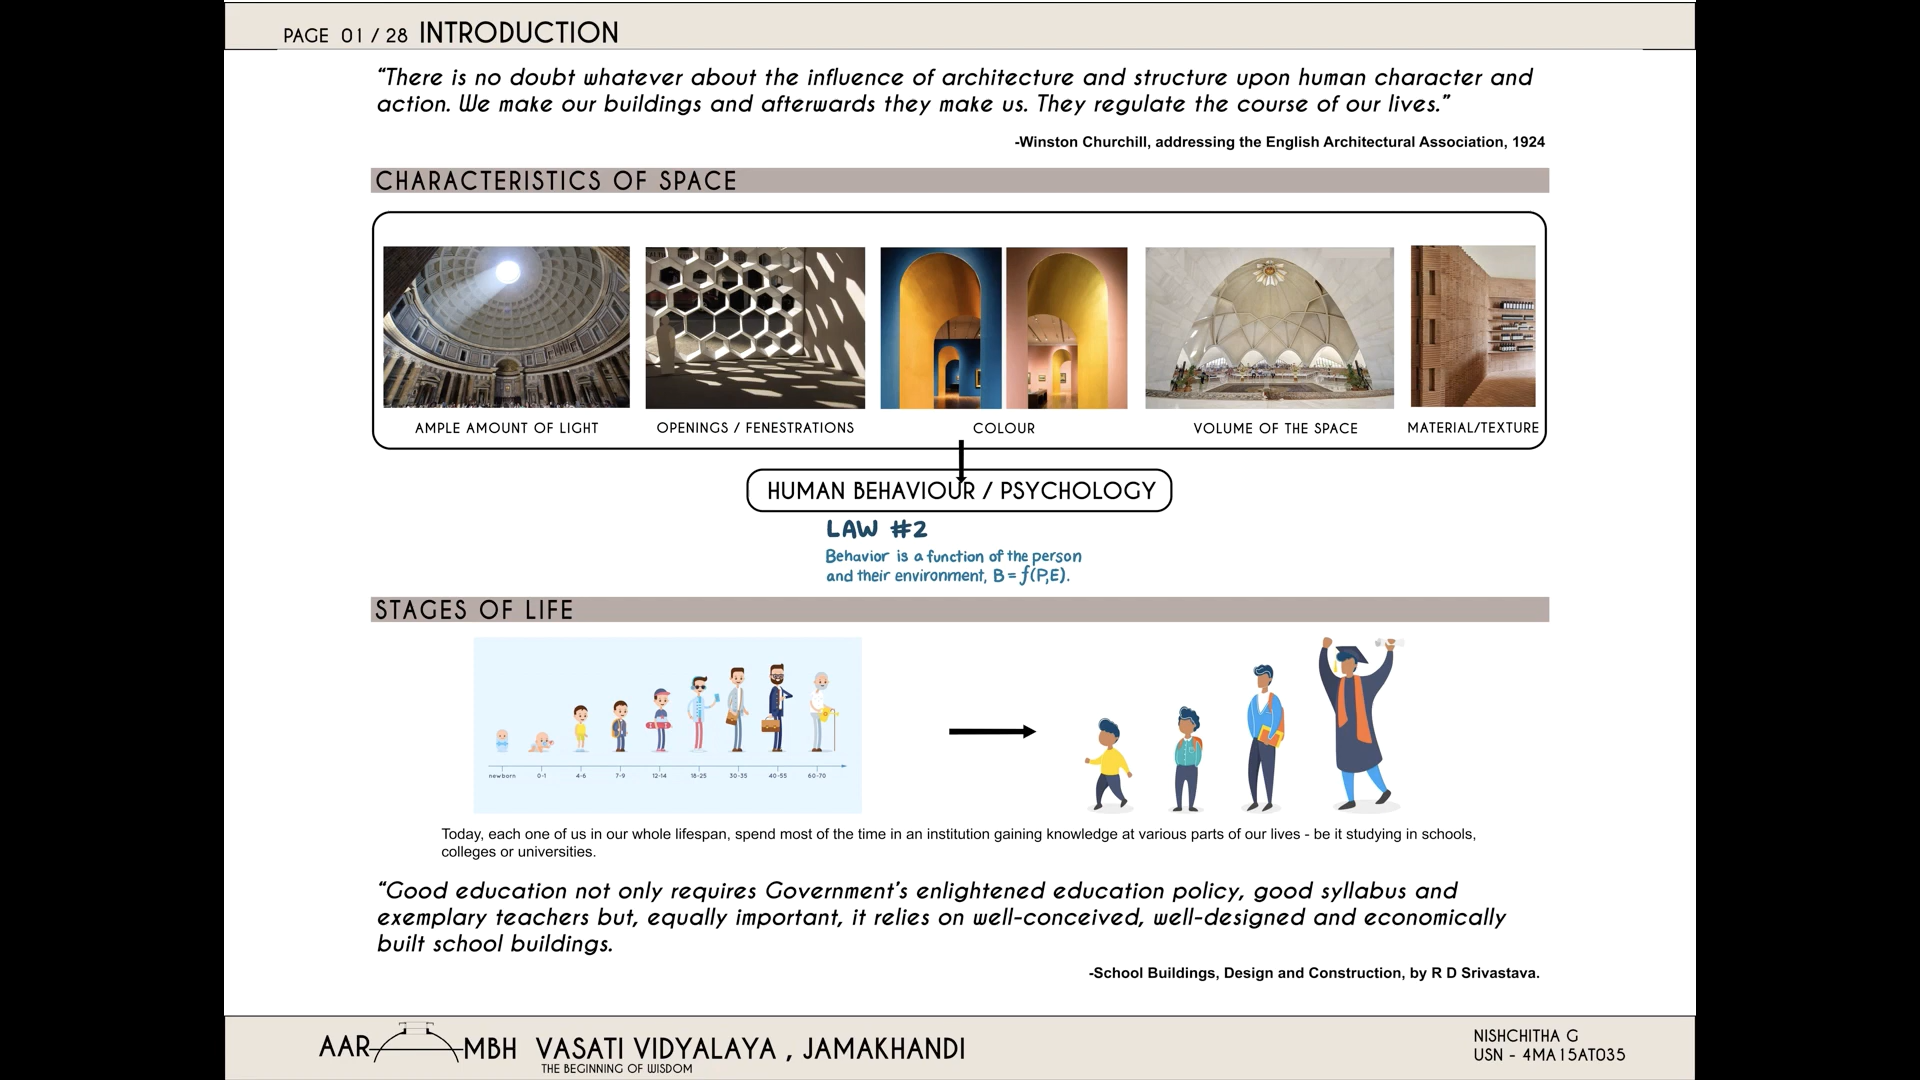 PAGE 01 / 28 INTRODUCTION
“There is no doubt whatever about the influence of architecture and structure upon human character and
action. We make our buildings and afterwards they make us. They regulate the course of our lives.”
-Winston Churchill, addressing the English Architectural Association, 1924
CHARACTERISTICS OF SPACE
AMPLE AMOUNT OF LIGHT
OPENINGS / FENESTRATIONS
COLOUR
VOLUME OF THE SPACE
MATERIAL/TEXTURE
HUMAN BEHAVIOUR / PSYCHOLOGY
LAW #2
Behavior is a function of the person
and their environment, B = f(P,E).
STAGES OF LIFE
newborn 0-1 4-6 7-9 12-14 18-25 30-35 40-55 60-70
Today, each one of us in our whole lifespan, spend most of the time in an institution gaining knowledge at various parts of our lives - be it studying in schools,
colleges or universities.
“Good education not only requires Government’s enlightened education policy, good syllabus and
exemplary teachers but, equally important, it relies on well-conceived, well-designed and economically
built school buildings.
-School Buildings, Design and Construction, by R D Srivastava.
AAR MBH VASATI VIDYALAYA , JAMAKHANDI
THE BEGINNING OF WISDOM
NISHCHITHA G
USN - 4MA15AT035